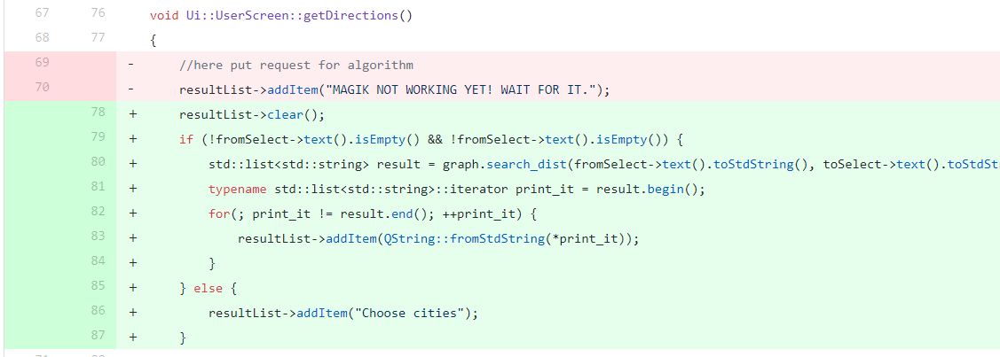 67 76 void Ui::UserScreen::getDirections()
68 77 {
69 - //here put request for algorithm
70 - resultList->addItem("MAGIK NOT WORKING YET! WAIT FOR IT.");
78 + resultList->clear();
79 + if (!fromSelect->text().isEmpty() && !fromSelect->text().isEmpty()) {
80 + std::list<std::string> result = graph.search_dist(fromSelect->text().toStdString(), toSelect->text().toStdSt
81 + typename std::list<std::string>::iterator print_it = result.begin();
82 + for(; print_it != result.end(); ++print_it) {
83 + resultList->addItem(QString::fromStdString(*print_it));
84 + }
85 + } else {
86 + resultList->addItem("Choose cities");
87 + }